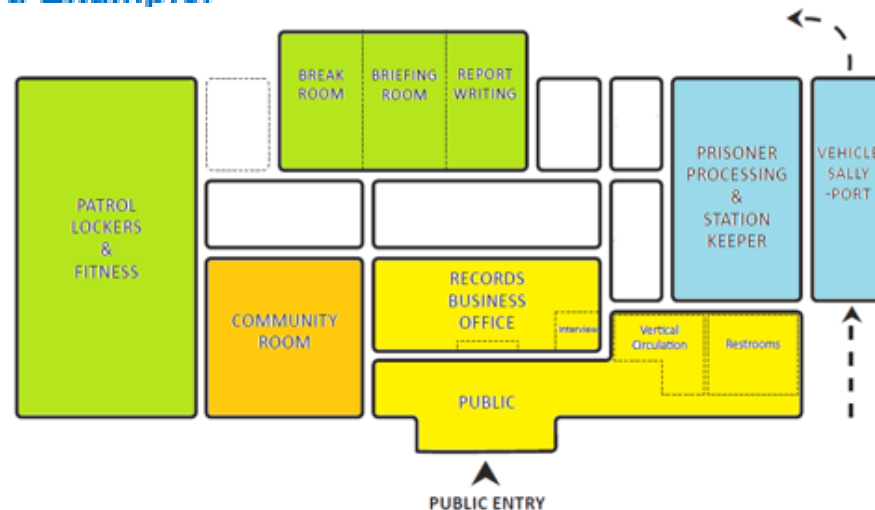 BREAK
ROOM
BRIEFING
ROOM
REPORT
WRITING
PATROL
LOCKERS
&
FITNESS
PRISONER
PROCESSING
&
STATION
KEEPER
VEHICLE
SALLY
-PORT
COMMUNITY
ROOM
RECORDS
BUSINESS
OFFICE
Interview
Vertical
Circulation
Restrooms
PUBLIC
PUBLIC ENTRY